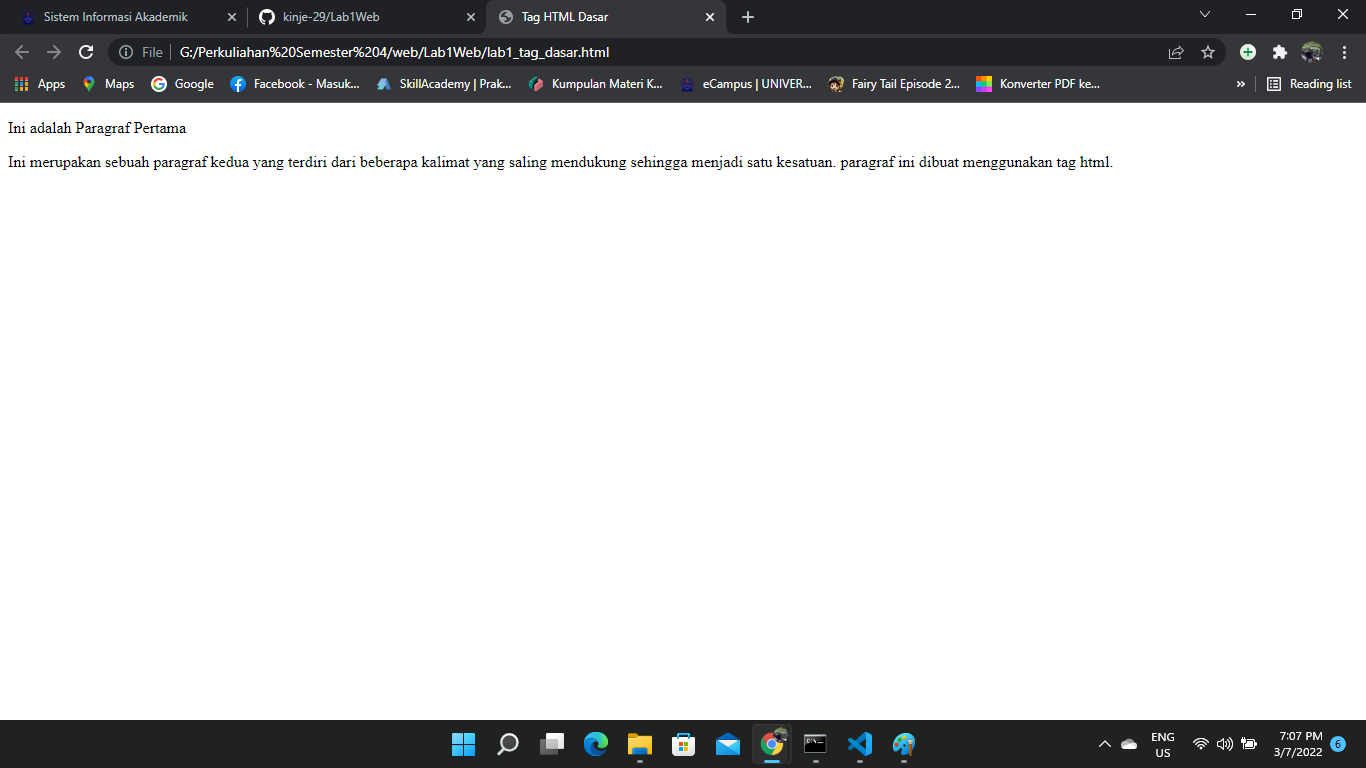 Sistem Informasi Akademik
kinje-29/Lab1Web
Tag HTML Dasar
File
G:/Perkuliahan%20Semester%204/web/Lab1Web/lab1_tag_dasar.html
Apps
Maps
Google
Facebook - Masuk...
SkillAcademy | Prak...
Kumpulan Materi K...
eCampus | UNIVER...
Fairy Tail Episode 2...
Konverter PDF ke...
»
Reading list
Ini adalah Paragraf Pertama
Ini merupakan sebuah paragraf kedua yang terdiri dari beberapa kalimat yang saling mendukung sehingga menjadi satu kesatuan. paragraf ini dibuat menggunakan tag html.
ENG
US
7:07 PM
3/7/2022
6